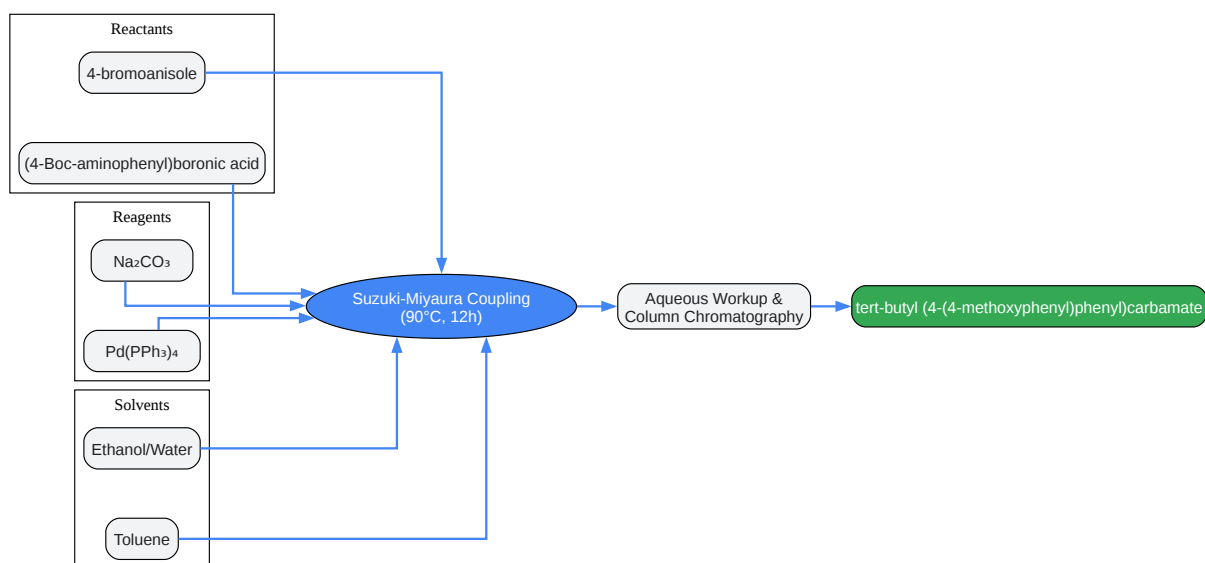 Reactants
4-bromoanisole
(4-Boc-aminophenyl)boronic acid
Reagents
Na₂CO₃
Pd(PPh₃)₄
Solvents
Ethanol/Water
Toluene
Suzuki-Miyaura Coupling
(90°C, 12h)
Aqueous Workup &
Column Chromatography
tert-butyl (4-(4-methoxyphenyl)phenyl)carbamate